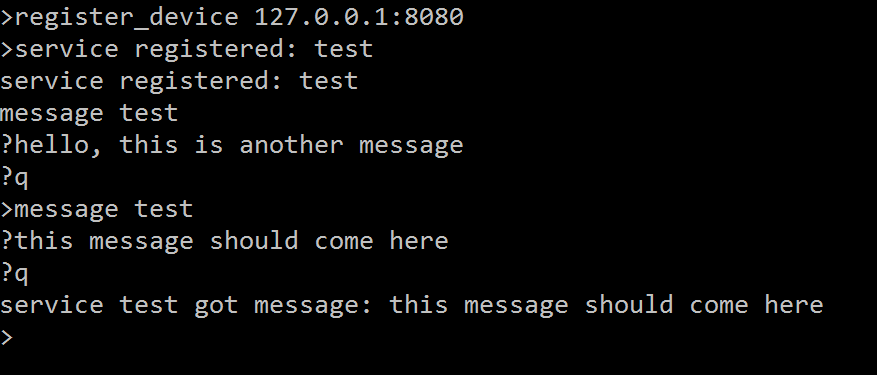 >register_device 127.0.0.1:8080
>service registered: test
service registered: test
message test
?hello, this is another message
?q
>message test
?this message should come here
?q
service test got message: this message should come here
>